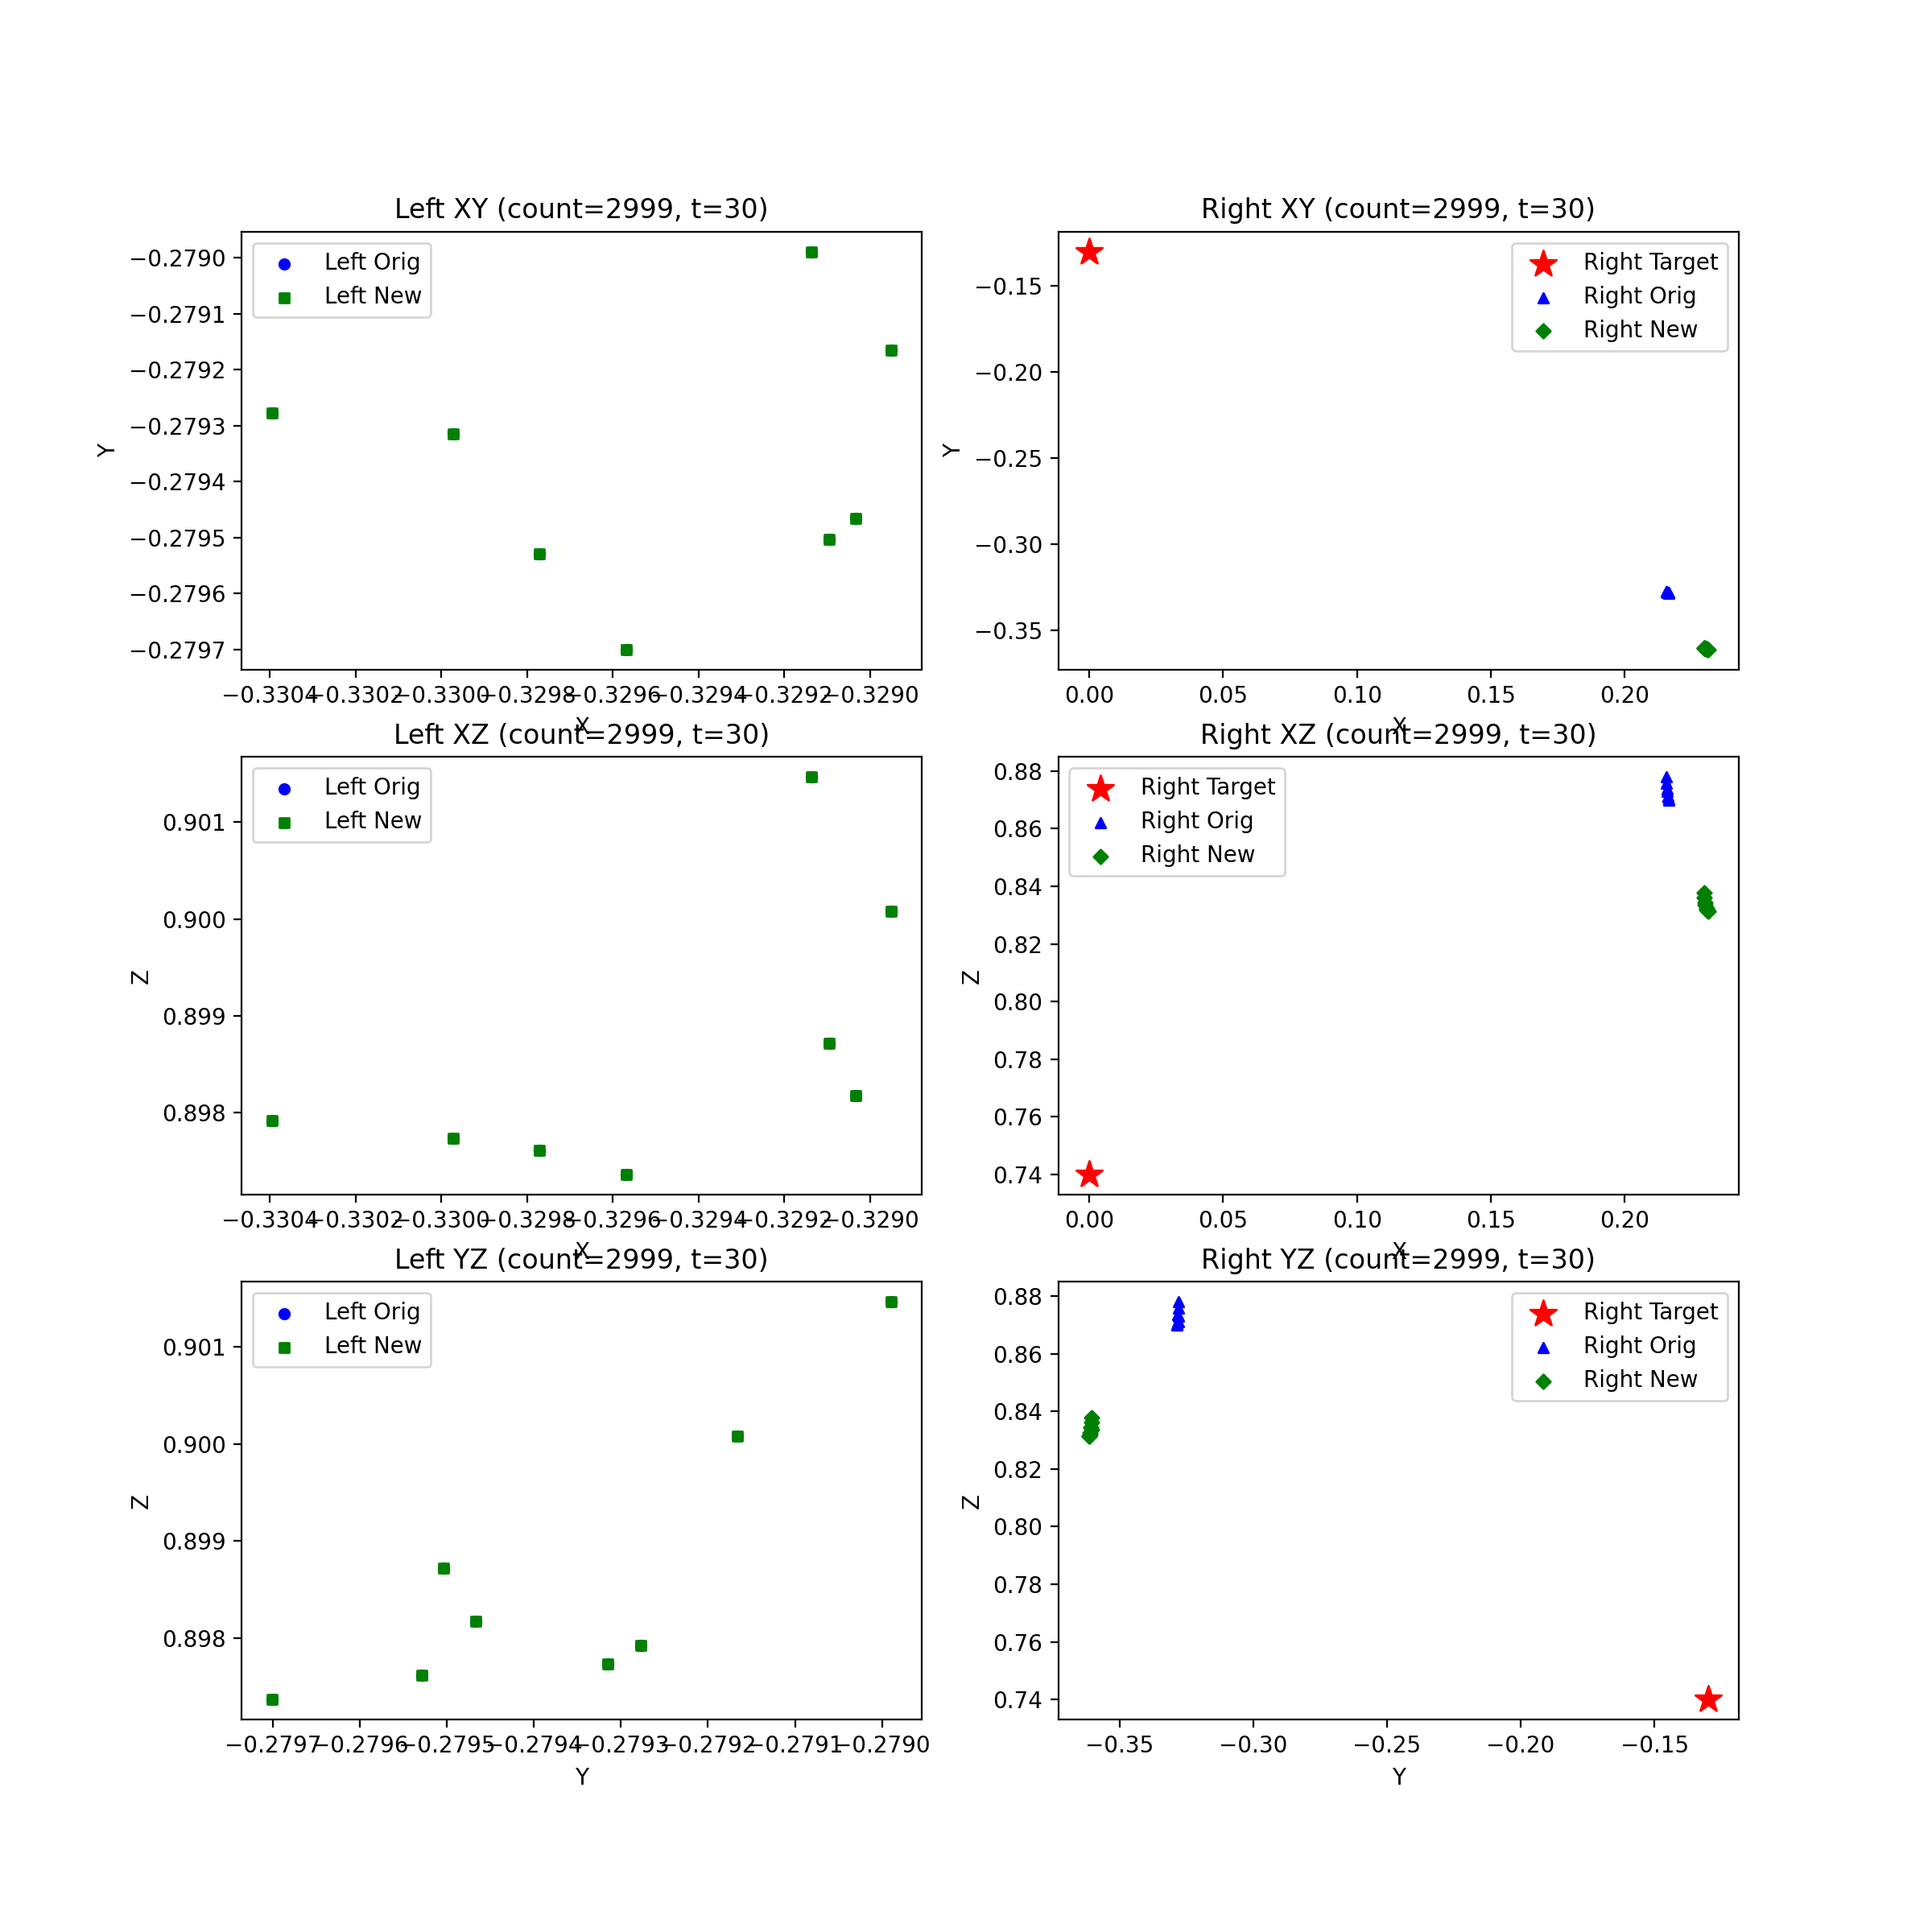 Left XY (count=2999, t=30)
Left Orig
Left New
Y
−0.2790
−0.2791
−0.2792
−0.2793
−0.2794
−0.2795
−0.2796
−0.2797
−0.3304 −0.3302 −0.3300 −0.3298 −0.3296 −0.3294 −0.3292 −0.3290
X
Right XY (count=2999, t=30)
Right Target
Right Orig
Right New
Y
−0.15
−0.20
−0.25
−0.30
−0.35
0.00 0.05 0.10 0.15 0.20
X
Left XZ (count=2999, t=30)
Left Orig
Left New
Z
0.901
0.900
0.899
0.898
−0.3304 −0.3302 −0.3300 −0.3298 −0.3296 −0.3294 −0.3292 −0.3290
X
Right XZ (count=2999, t=30)
Right Target
Right Orig
Right New
Z
0.88
0.86
0.84
0.82
0.80
0.78
0.76
0.74
0.00 0.05 0.10 0.15 0.20
X
Left YZ (count=2999, t=30)
Left Orig
Left New
Z
0.901
0.900
0.899
0.898
−0.2797 −0.2796 −0.2795 −0.2794 −0.2793 −0.2792 −0.2791 −0.2790
Y
Right YZ (count=2999, t=30)
Right Target
Right Orig
Right New
Z
0.88
0.86
0.84
0.82
0.80
0.78
0.76
0.74
−0.35 −0.30 −0.25 −0.20 −0.15
Y